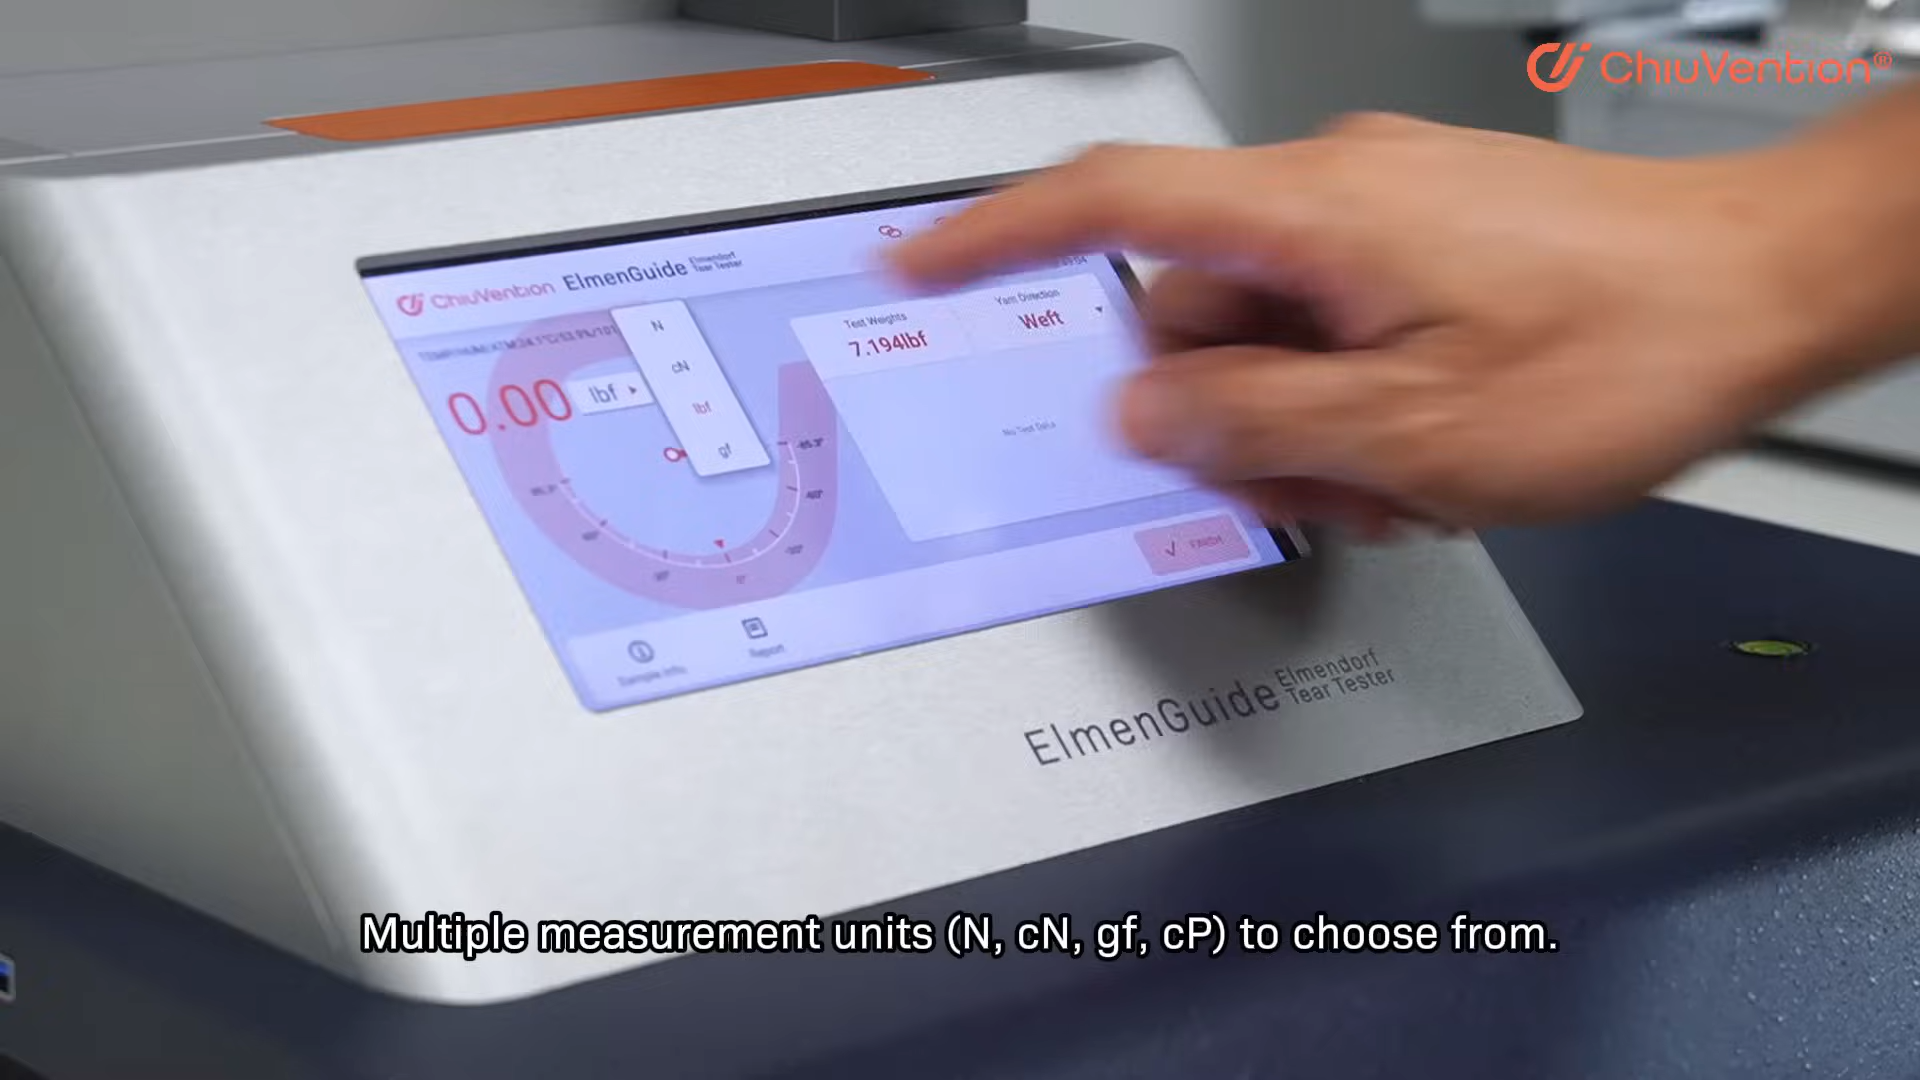 ChiuVention®
ChiuVention ElmenGuide Elmendorf
Tear Tester
0.00 lbf
N
cN
lbf
gf
Test Weights
7.194lbf
Yarn Direction
Weft
No Test Data
0°
FINISH
Sample Info
Report
ElmenGuide Elmendorf
Tear Tester
Multiple measurement units (N, cN, gf, cP) to choose from.